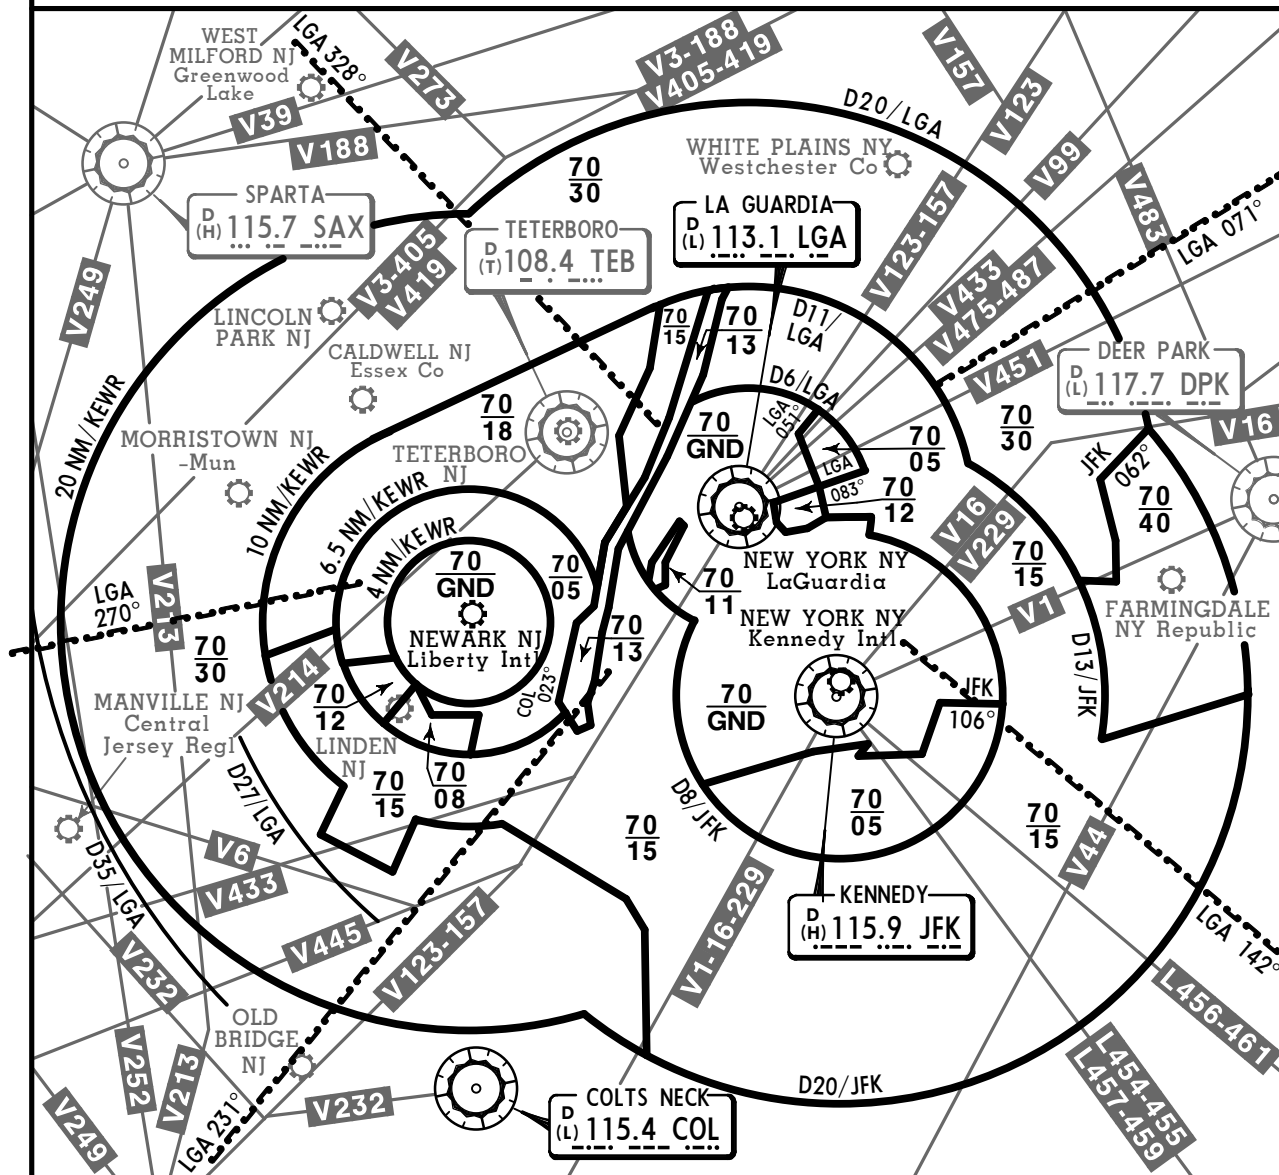 WEST
MILFORD NJ
Greenwood
Lake
LGA 328°
V273
V3-188
V405-419
V157
V123
D20/LGA
V39
V188
WHITE PLAINS NY
Westchester Co
V99
V483
70
30
SPARTA
D
(H) 115.7 SAX
TETERBORO
D
(T) 108.4 TEB
LA GUARDIA
D
(L) 113.1 LGA
V123-157
LGA 071°
V249
V3-405
V419
V433
V475-487
LINCOLN
PARK NJ
70
15
70
13
D11/
LGA
CALDWELL NJ
Essex Co
V451
DEER PARK
D
(L) 117.7 DPK
20 NM/KEWR
D6/LGA
70
18
LGA
051°
70
GND
70
05
70
30
V16
MORRISTOWN NJ
-Mun
TETERBORO
NJ
JFK
062°
10 NM/KEWR
6.5 NM/KEWR
LGA
083°
70
12
70
40
4 NM/KEWR
V16
V229
70
GND
70
05
NEW YORK NY
LaGuardia
70
15
LGA
270°
V213
70
11
V1
FARMINGDALE
NY Republic
NEWARK NJ
Liberty Intl
70
13
NEW YORK NY
Kennedy Intl
70
30
COL
023°
D13/JFK
V214
70
12
MANVILLE NJ
Central
Jersey Regl
70
GND
JFK
106°
LINDEN
NJ
70
08
70
15
D27/LGA
D8/JFK
70
05
70
15
70
15
V44
V6
D35/LGA
V433
V1-16-229
KENNEDY
D
(H) 115.9 JFK
V445
V123-157
LGA 142°
V232
L456-461
OLD
BRIDGE
NJ
V252
V213
L454-455
L457-459
D20/JFK
V249
LGA 231°
V232
COLTS NECK
D
(L) 115.4 COL